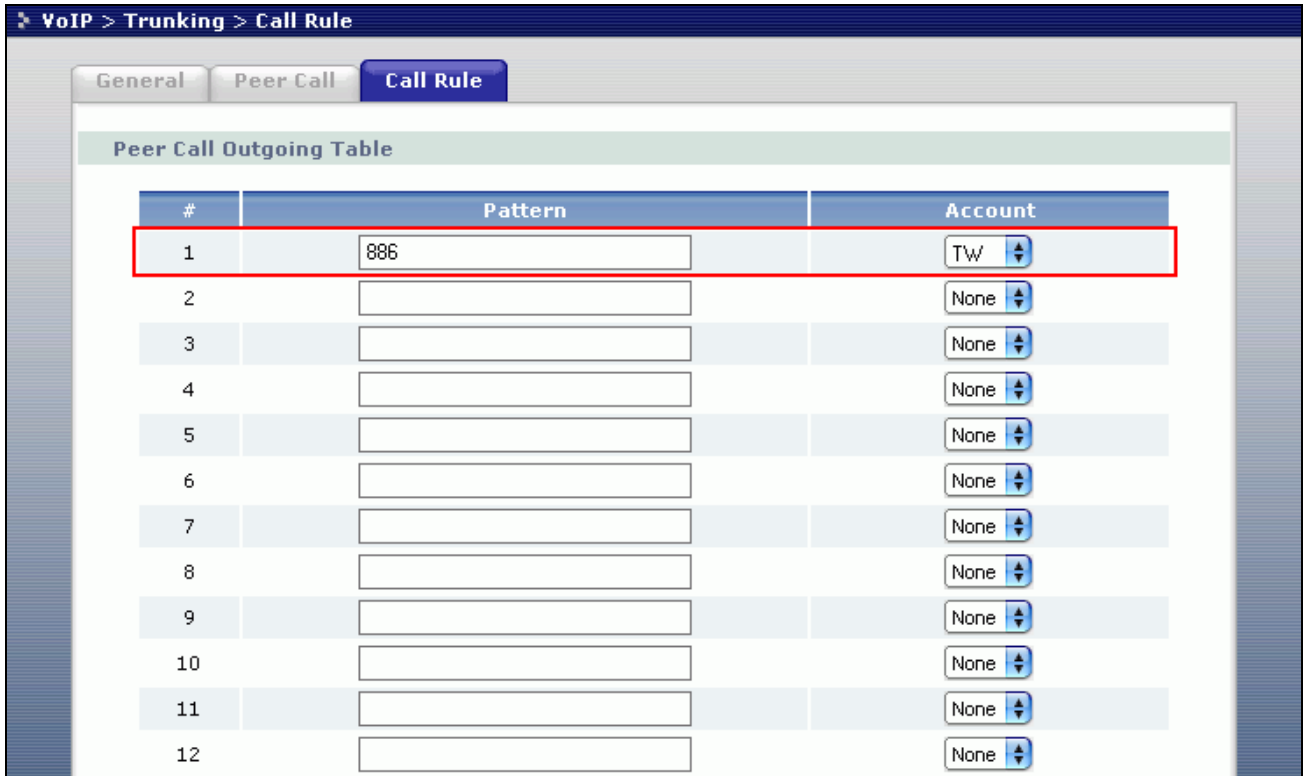 VoIP > Trunking > Call Rule
General Peer Call Call Rule
Peer Call Outgoing Table
# Pattern Account
1 886 TW
2 None
3 None
4 None
5 None
6 None
7 None
8 None
9 None
10 None
11 None
12 None